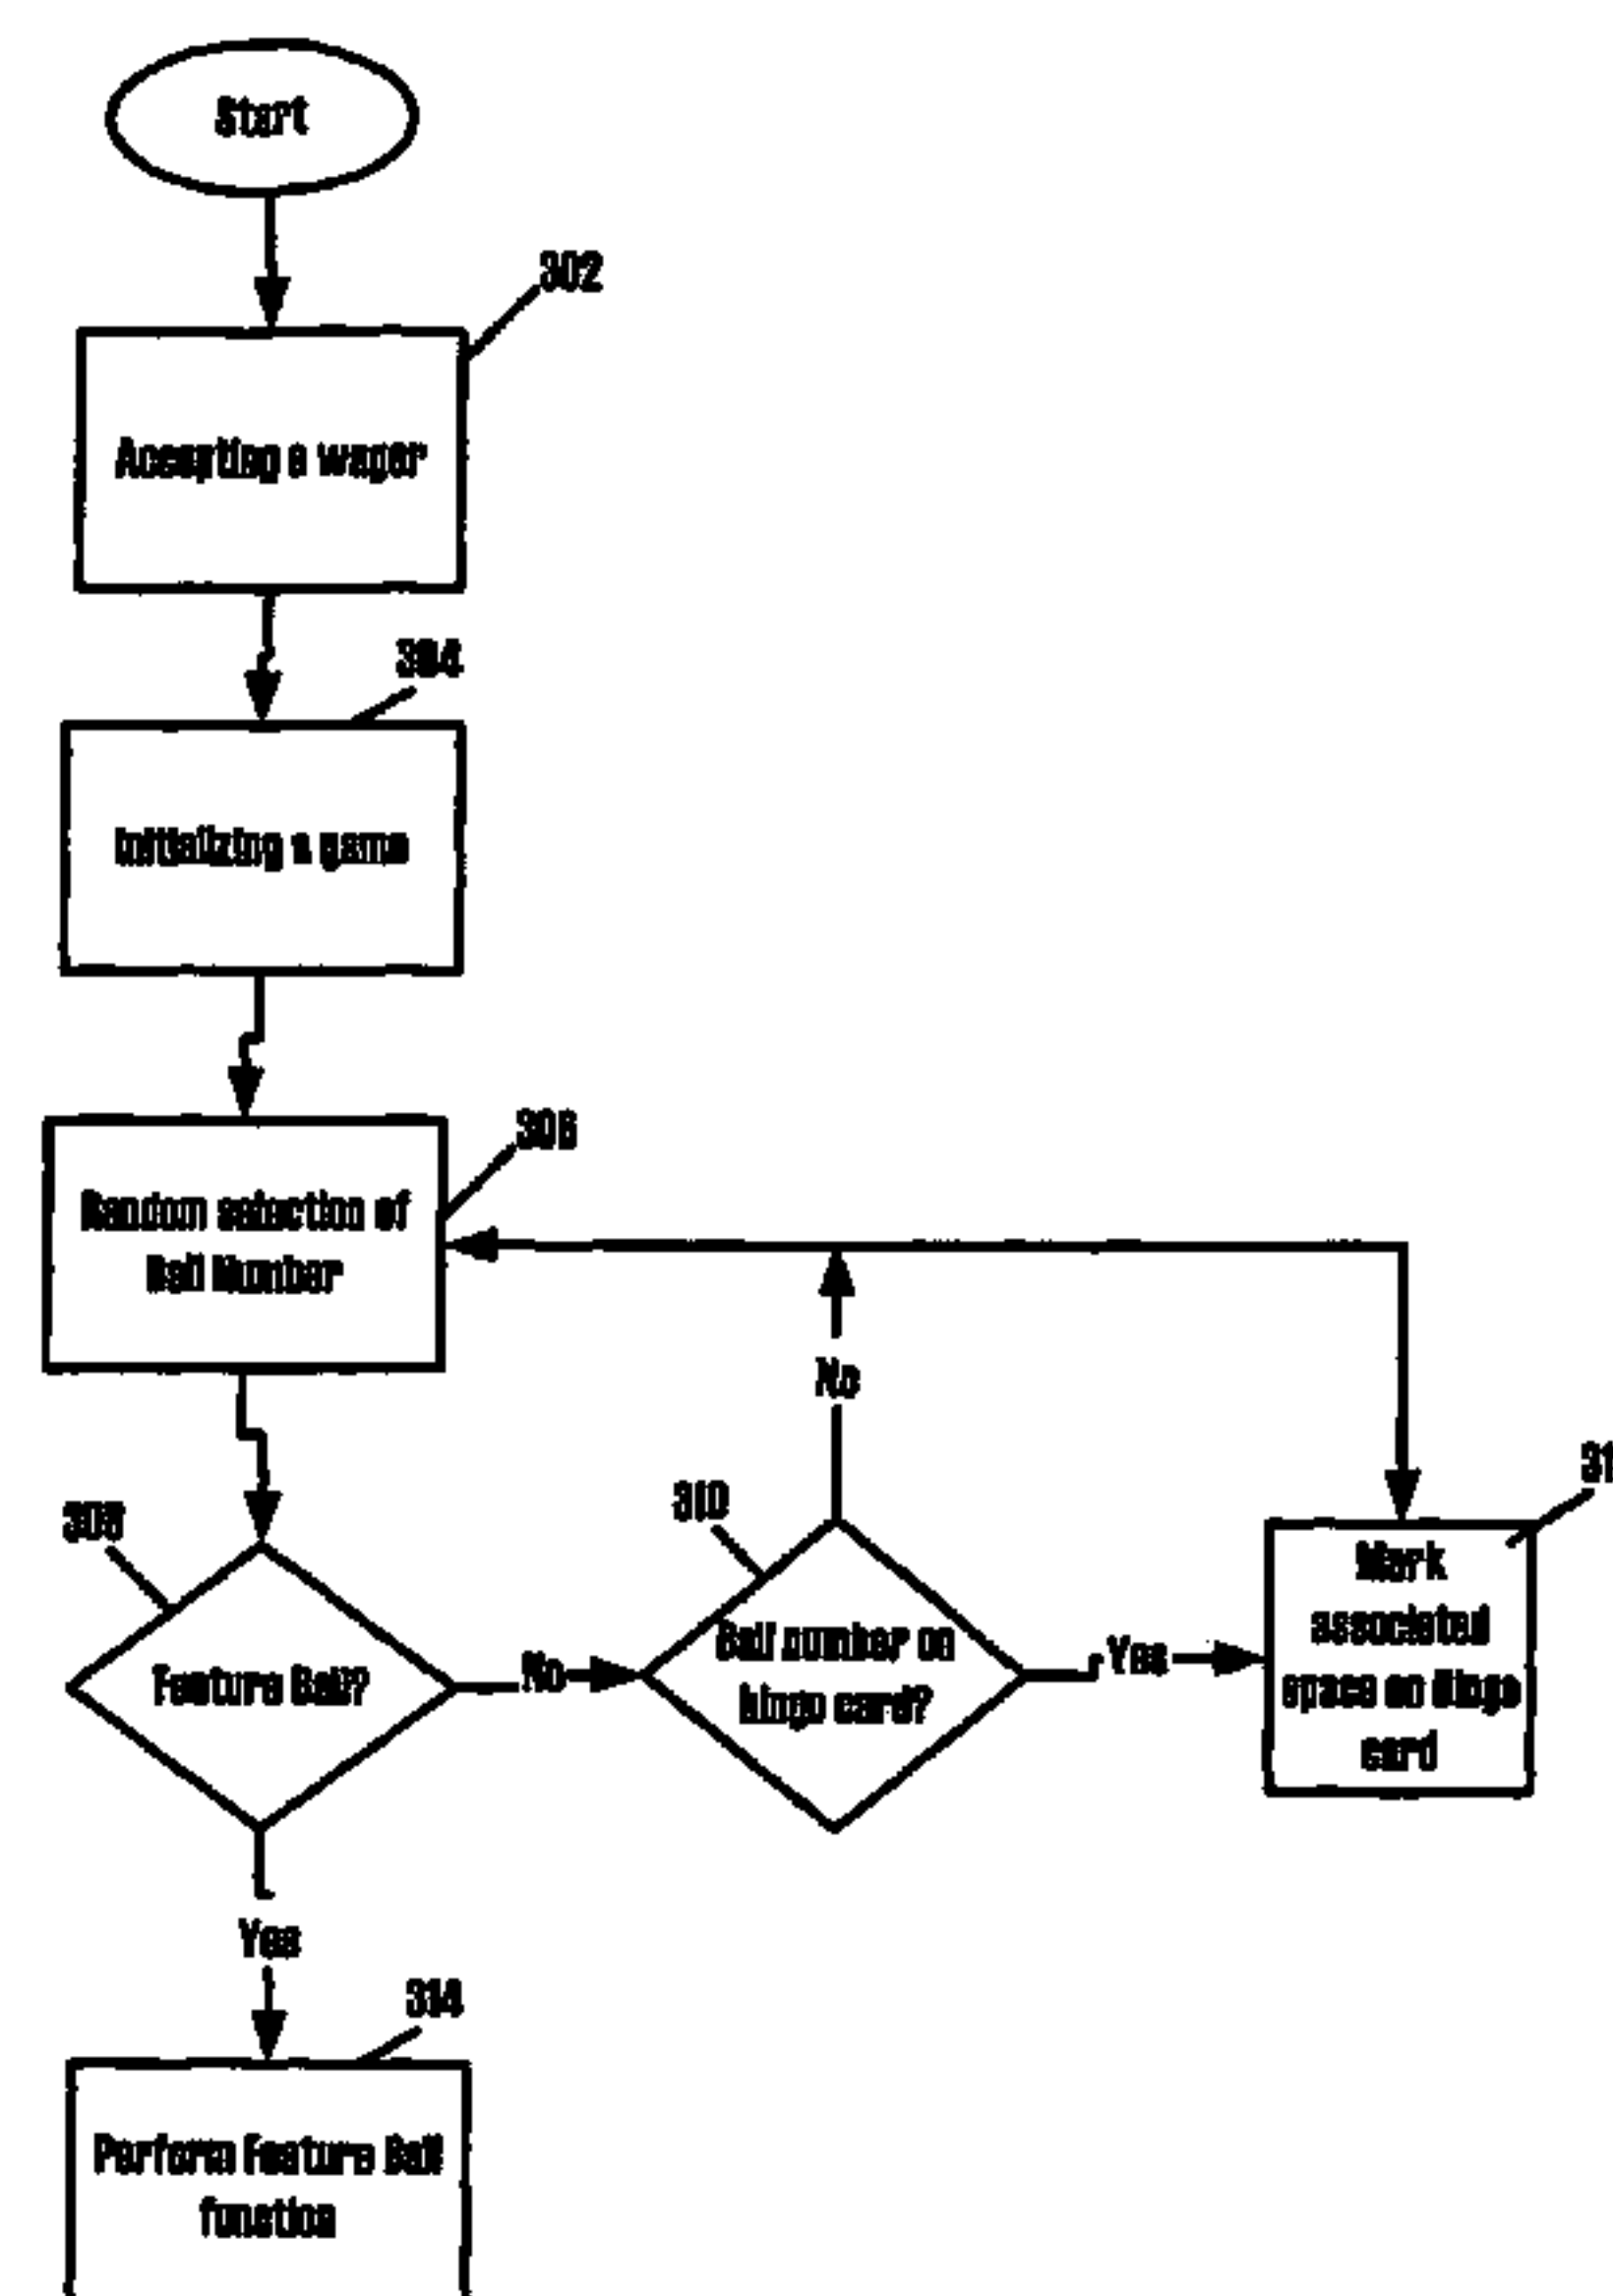 Start
302
Accepting a wager
304
Initializing a game
306
Random selection of
Ball Number
No
310
31
308
Mark
associated
space on Bingo
card
Feature Ball?
No
Ball number on
bingo card?
Yes
Yes
314
Perform Feature Ball
function